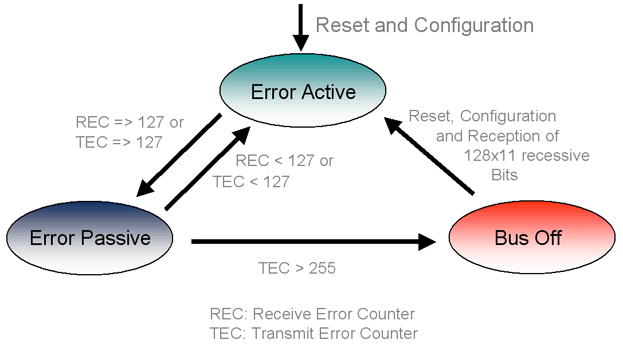 Reset and Configuration
Error Active
REC => 127 or
TEC => 127
REC < 127 or
TEC < 127
Reset, Configuration
and Reception of
128x11 recessive
Bits
Error Passive
Bus Off
TEC > 255
REC: Receive Error Counter
TEC: Transmit Error Counter